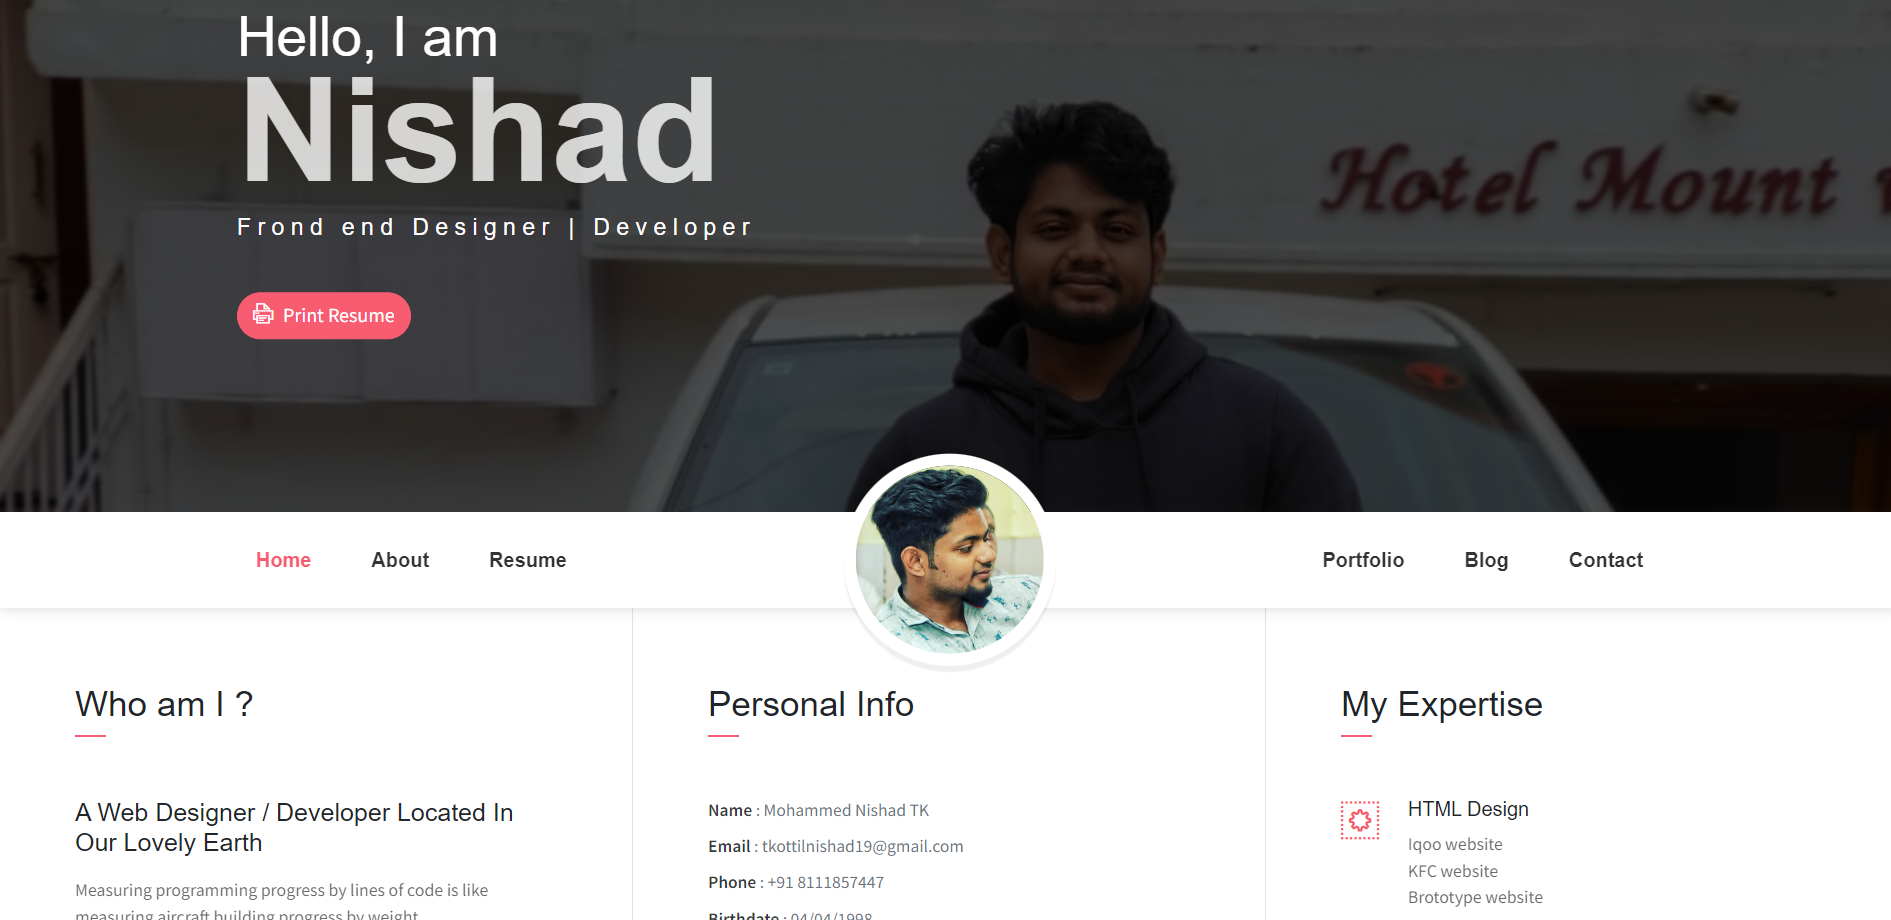 Hello, I am
Nishad
Frond end Designer | Developer
Print Resume
Hotel Mount
Home
About
Resume
Portfolio
Blog
Contact
Who am I ?
A Web Designer / Developer Located In
Our Lovely Earth
Measuring programming progress by lines of code is like
measuring aircraft building progress by weight.
Personal Info
Name : Mohammed Nishad TK
Email : tkottilnishad19@gmail.com
Phone : +91 8111857447
Birthdate : 04/04/1998
My Expertise
HTML Design
Iqoo website
KFC website
Brototype website